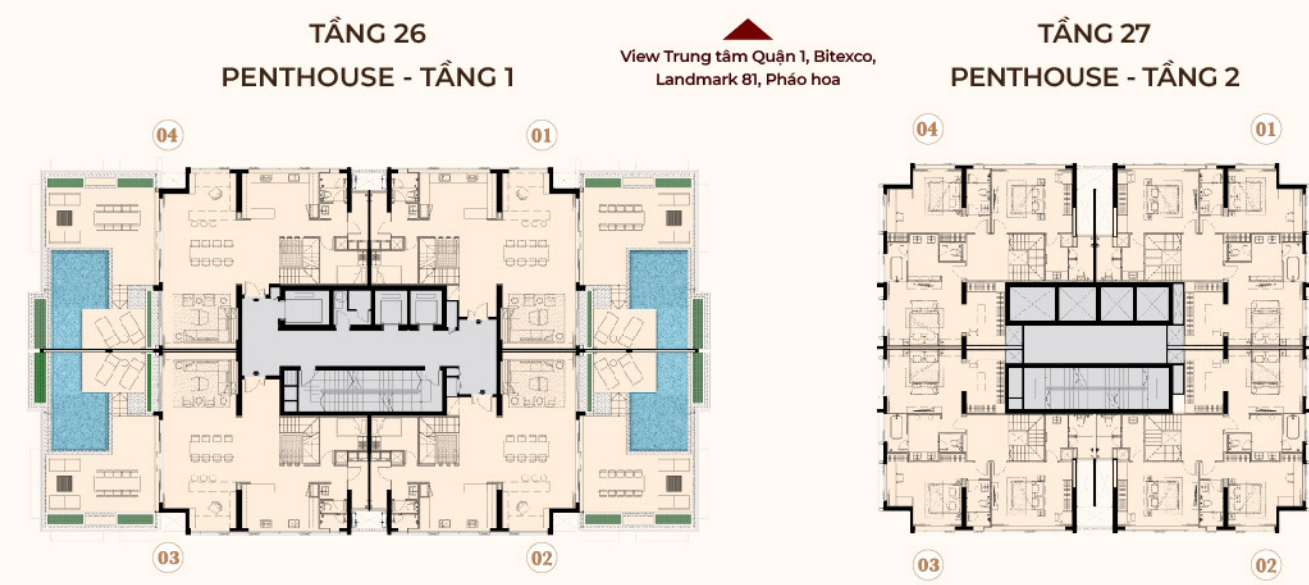 TẦNG 26
PENTHOUSE - TẦNG 1
View Trung tâm Quận 1, Bitexco,
Landmark 81, Pháo hoa
TẦNG 27
PENTHOUSE - TẦNG 2
04
01
04
01
03
02
03
02